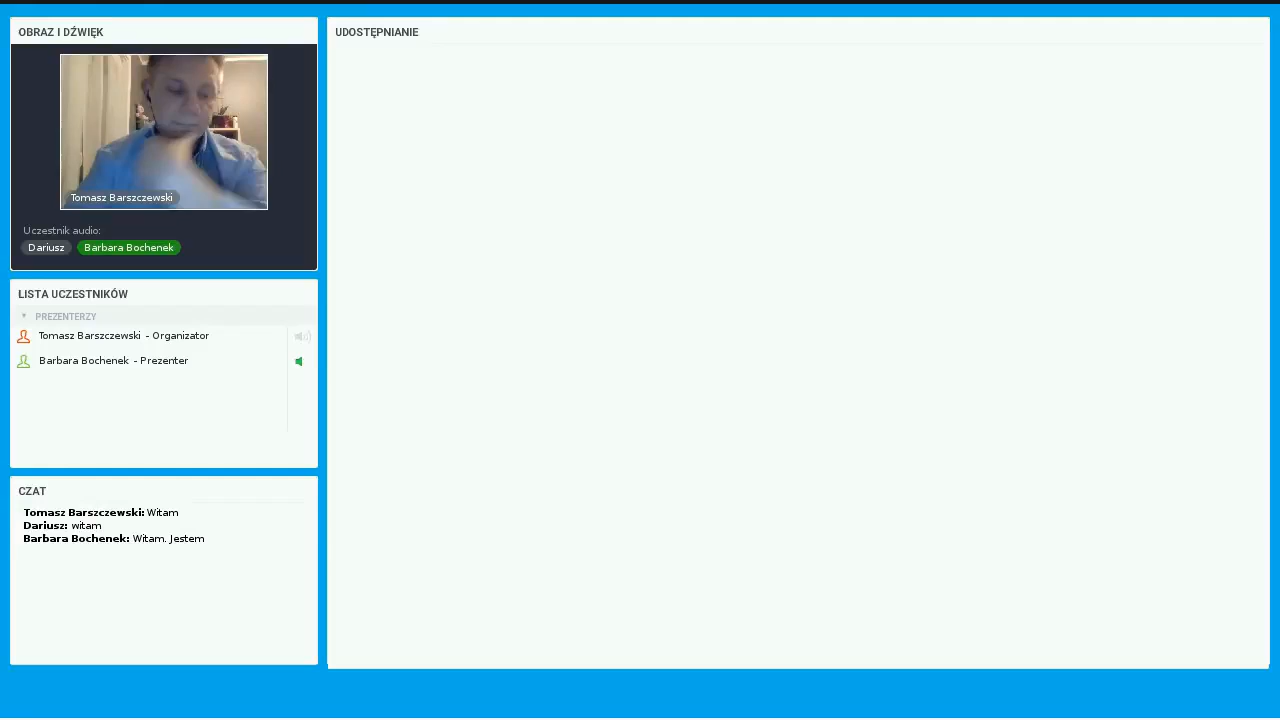 OBRAZ I DŹWIĘK
Tomasz Barszczewski
Uczestnik audio:
Dariusz Barbara Bochenek
LISTA UCZESTNIKÓW
PREZENTERZY
Tomasz Barszczewski - Organizator
Barbara Bochenek - Prezenter
CZAT
Tomasz Barszczewski: Witam
Dariusz: witam
Barbara Bochenek: Witam. Jestem
UDOSTĘPNIANIE